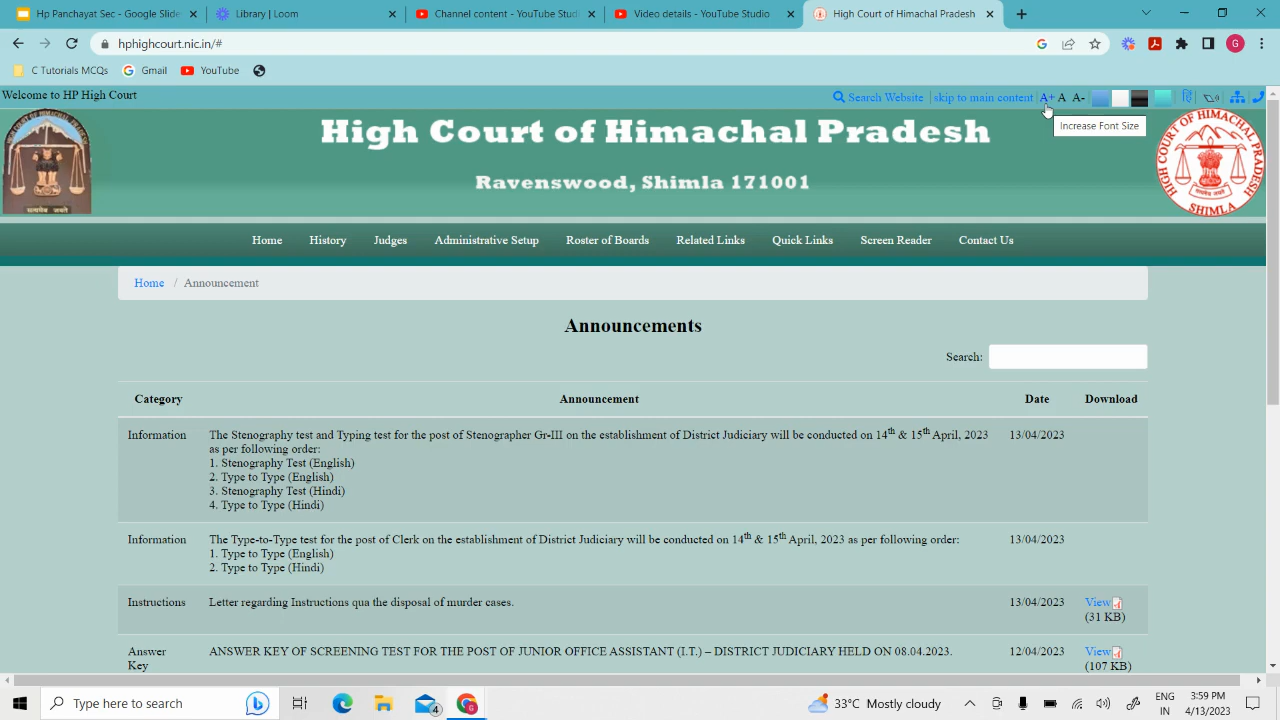 Hp Panchayat Sec - Google Slides
Library | Loom
Channel content - YouTube Stud
Video details - YouTube Studio
High Court of Himachal Pradesh
hphighcourt.nic.in/#
G
C Tutorials MCQs
Gmail
YouTube
Welcome to HP High Court
Search Website
skip to main content
A+ A A-
हिं
Increase Font Size
High Court of Himachal Pradesh
Ravenswood, Shimla 171001
सत्यमेव जयते
HIGH COURT OF HIMACHAL PRADESH
SHIMLA
Home
History
Judges
Administrative Setup
Roster of Boards
Related Links
Quick Links
Screen Reader
Contact Us
Home / Announcement
Announcements
Search:
Category Announcement Date Download
Information The Stenography test and Typing test for the post of Stenographer Gr-III on the establishment of District Judiciary will be conducted on 14th & 15th April, 2023 13/04/2023
as per following order:
1. Stenography Test (English)
2. Type to Type (English)
3. Stenography Test (Hindi)
4. Type to Type (Hindi)
Information The Type-to-Type test for the post of Clerk on the establishment of District Judiciary will be conducted on 14th & 15th April, 2023 as per following order: 13/04/2023
1. Type to Type (English)
2. Type to Type (Hindi)
Instructions Letter regarding Instructions qua the disposal of murder cases. 13/04/2023 View
(31 KB)
Answer ANSWER KEY OF SCREENING TEST FOR THE POST OF JUNIOR OFFICE ASSISTANT (I.T.) – DISTRICT JUDICIARY HELD ON 08.04.2023. 12/04/2023 View
Key (107 KB)
Type here to search
4
33°C Mostly cloudy
ENG
IN
3:59 PM
4/13/2023